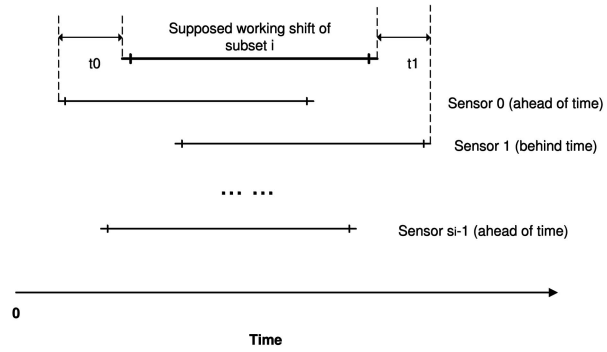 Supposed working shift of
subset i
t0
t1
Sensor 0 (ahead of time)
Sensor 1 (behind time)
... ...
Sensor si-1 (ahead of time)
0
Time